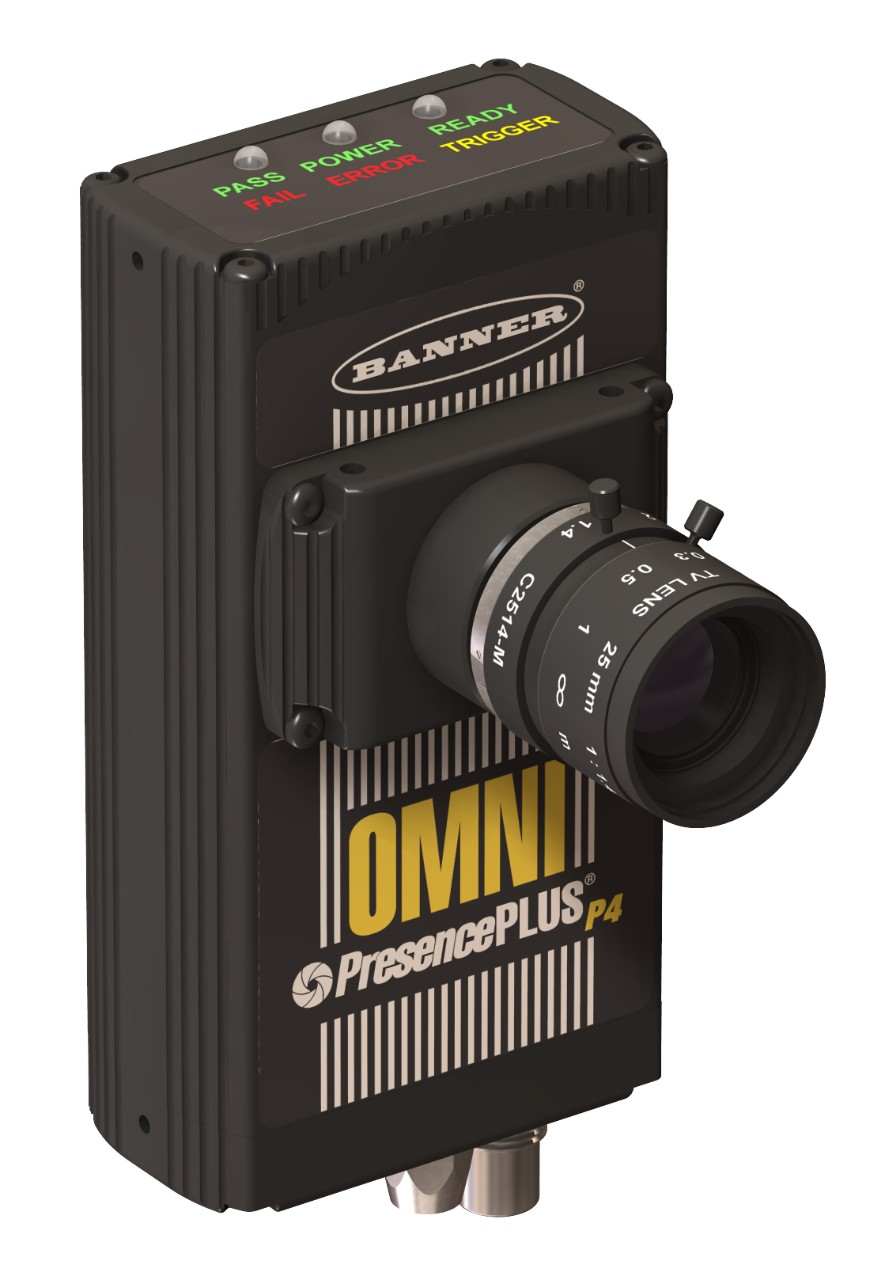 PASS POWER READY
FAIL ERROR TRIGGER
BANNER®
1.4 2
C2514-M
0.3 0.5 1 ∞ m
TV LENS 25 mm
OMNI
PresencePLUS® P4